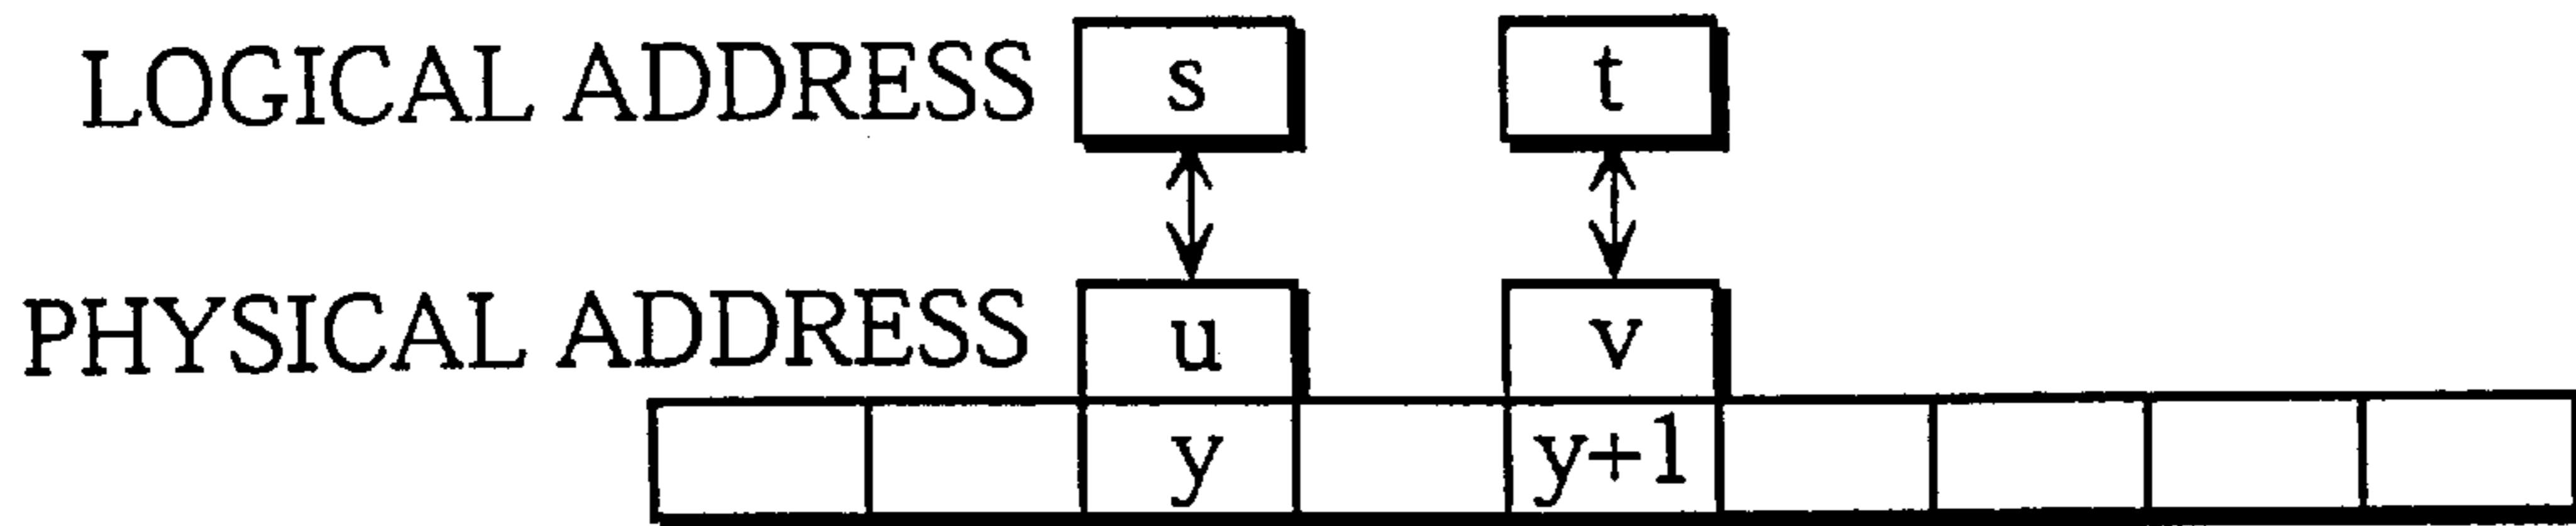 LOGICAL ADDRESS s t
PHYSICAL ADDRESS u v
y y+1